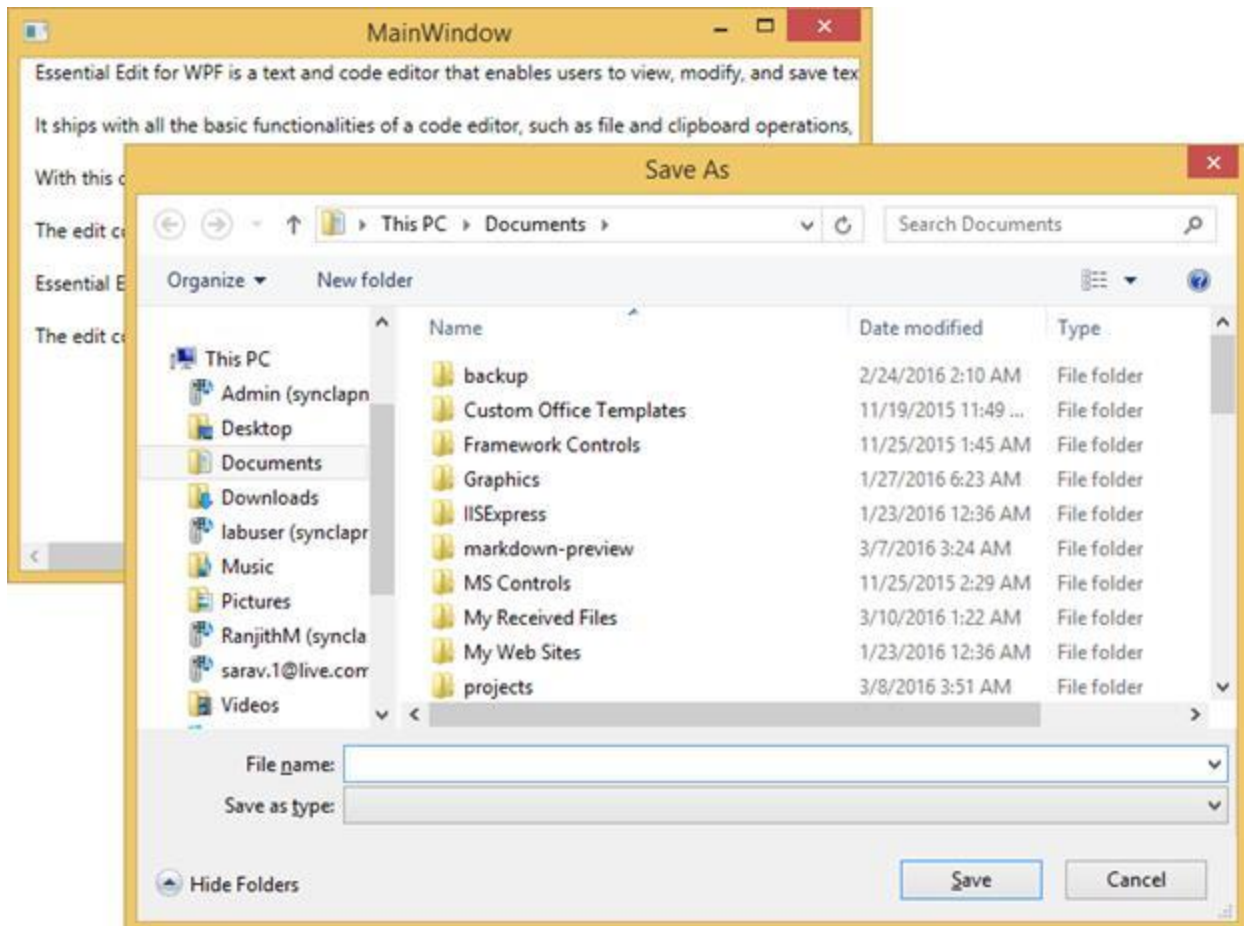 MainWindow
Essential Edit for WPF is a text and code editor that enables users to view, modify, and save tex
It ships with all the basic functionalities of a code editor, such as file and clipboard operations,
With this c
The edit co
Essential E
The edit co
Save As
This PC Documents
Search Documents
Organize New folder
Name Date modified Type
This PC
Admin (synclapn
Desktop
Documents
Downloads
labuser (synclapr
Music
Pictures
RanjithM (syncla
sarav.1@live.com
Videos
backup 2/24/2016 2:10 AM File folder
Custom Office Templates 11/19/2015 11:49 ... File folder
Framework Controls 11/25/2015 1:45 AM File folder
Graphics 1/27/2016 6:23 AM File folder
IISExpress 1/23/2016 12:36 AM File folder
markdown-preview 3/7/2016 3:24 AM File folder
MS Controls 11/25/2015 2:29 AM File folder
My Received Files 3/10/2016 1:22 AM File folder
My Web Sites 1/23/2016 12:36 AM File folder
projects 3/8/2016 3:51 AM File folder
File name:
Save as type:
Hide Folders
Save
Cancel